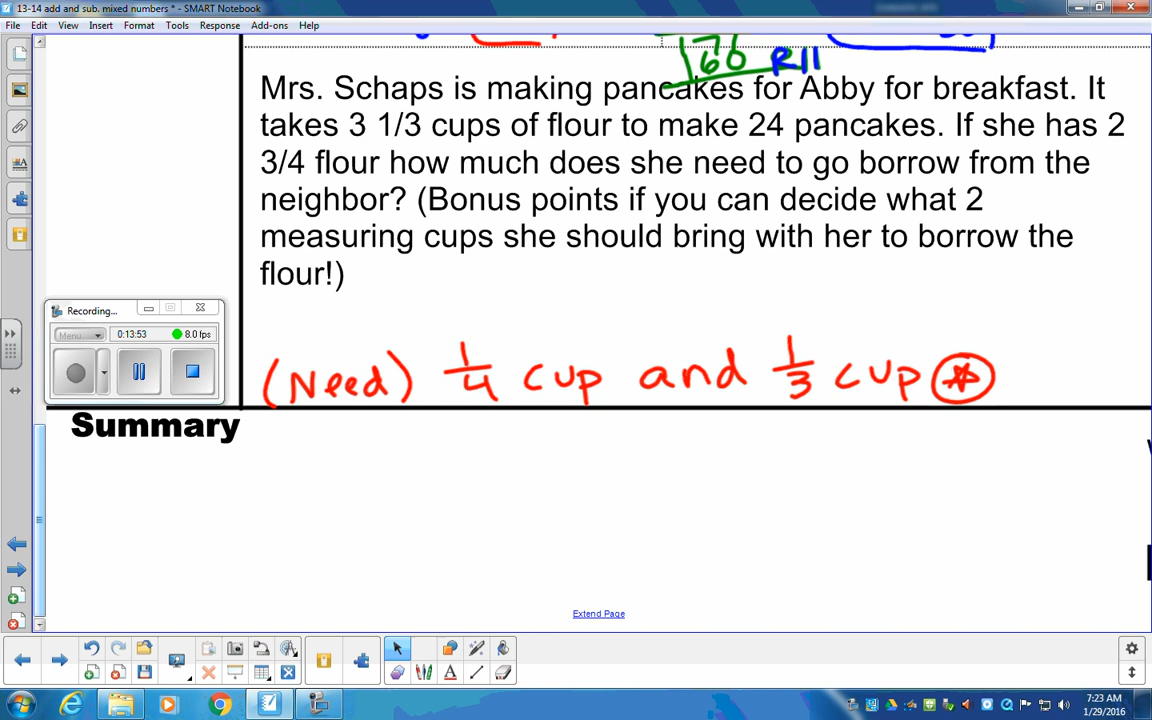 13-14 add and sub. mixed numbers * - SMART Notebook
File Edit View Insert Format Tools Response Add-ons Help
166 R11
Mrs. Schaps is making pancakes for Abby for breakfast. It
takes 3 1/3 cups of flour to make 24 pancakes. If she has 2
3/4 flour how much does she need to go borrow from the
neighbor? (Bonus points if you can decide what 2
measuring cups she should bring with her to borrow the
flour!)
Recording...
Menu 0:13:53 8.0 fps
(Need) 1/4 cup and 1/3 cup
Summary
Extend Page
7:23 AM
1/29/2016